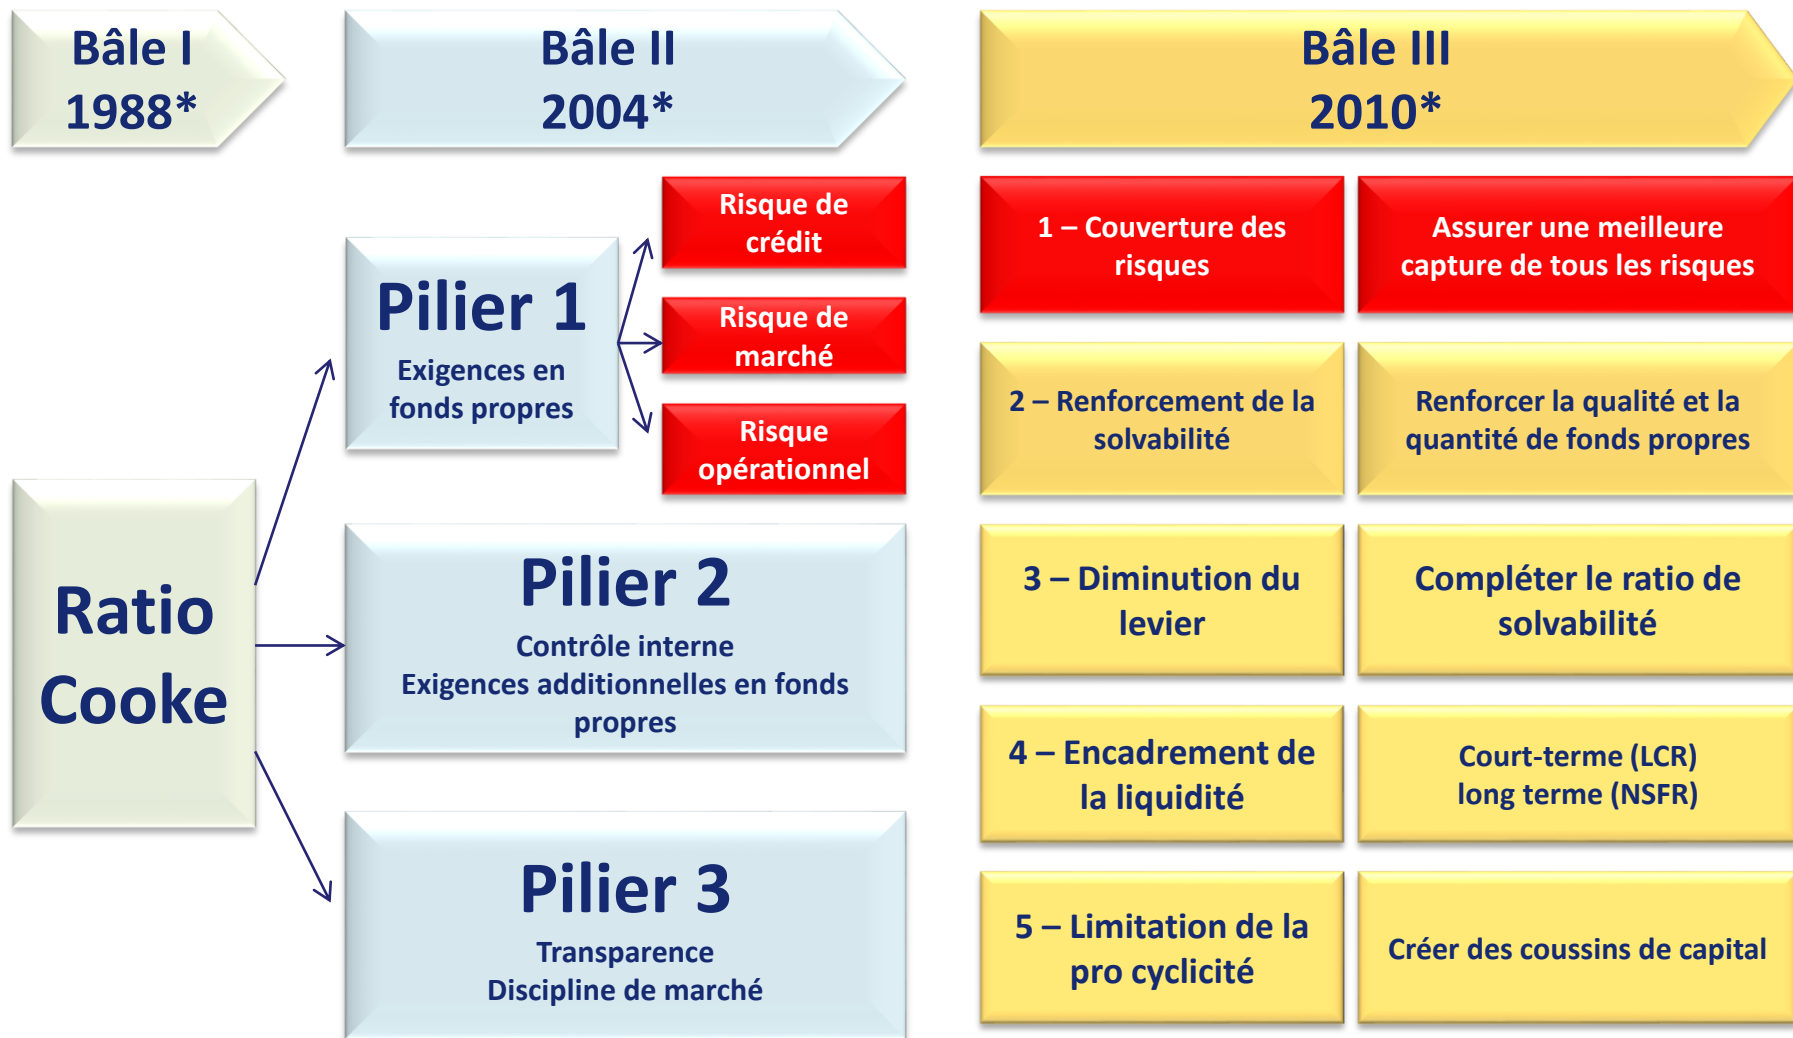 Bâle I
1988*
Bâle II
2004*
Bâle III
2010*
Ratio
Cooke
Pilier 1
Exigences en
fonds propres
Risque de
crédit
Risque de
marché
Risque
opérationnel
Pilier 2
Contrôle interne
Exigences additionnelles en fonds
propres
Pilier 3
Transparence
Discipline de marché
1 – Couverture des
risques
Assurer une meilleure
capture de tous les risques
2 – Renforcement de la
solvabilité
Renforcer la qualité et la
quantité de fonds propres
3 – Diminution du
levier
Compléter le ratio de
solvabilité
4 – Encadrement de
la liquidité
Court-terme (LCR)
long terme (NSFR)
5 – Limitation de la
pro cyclicité
Créer des coussins de capital